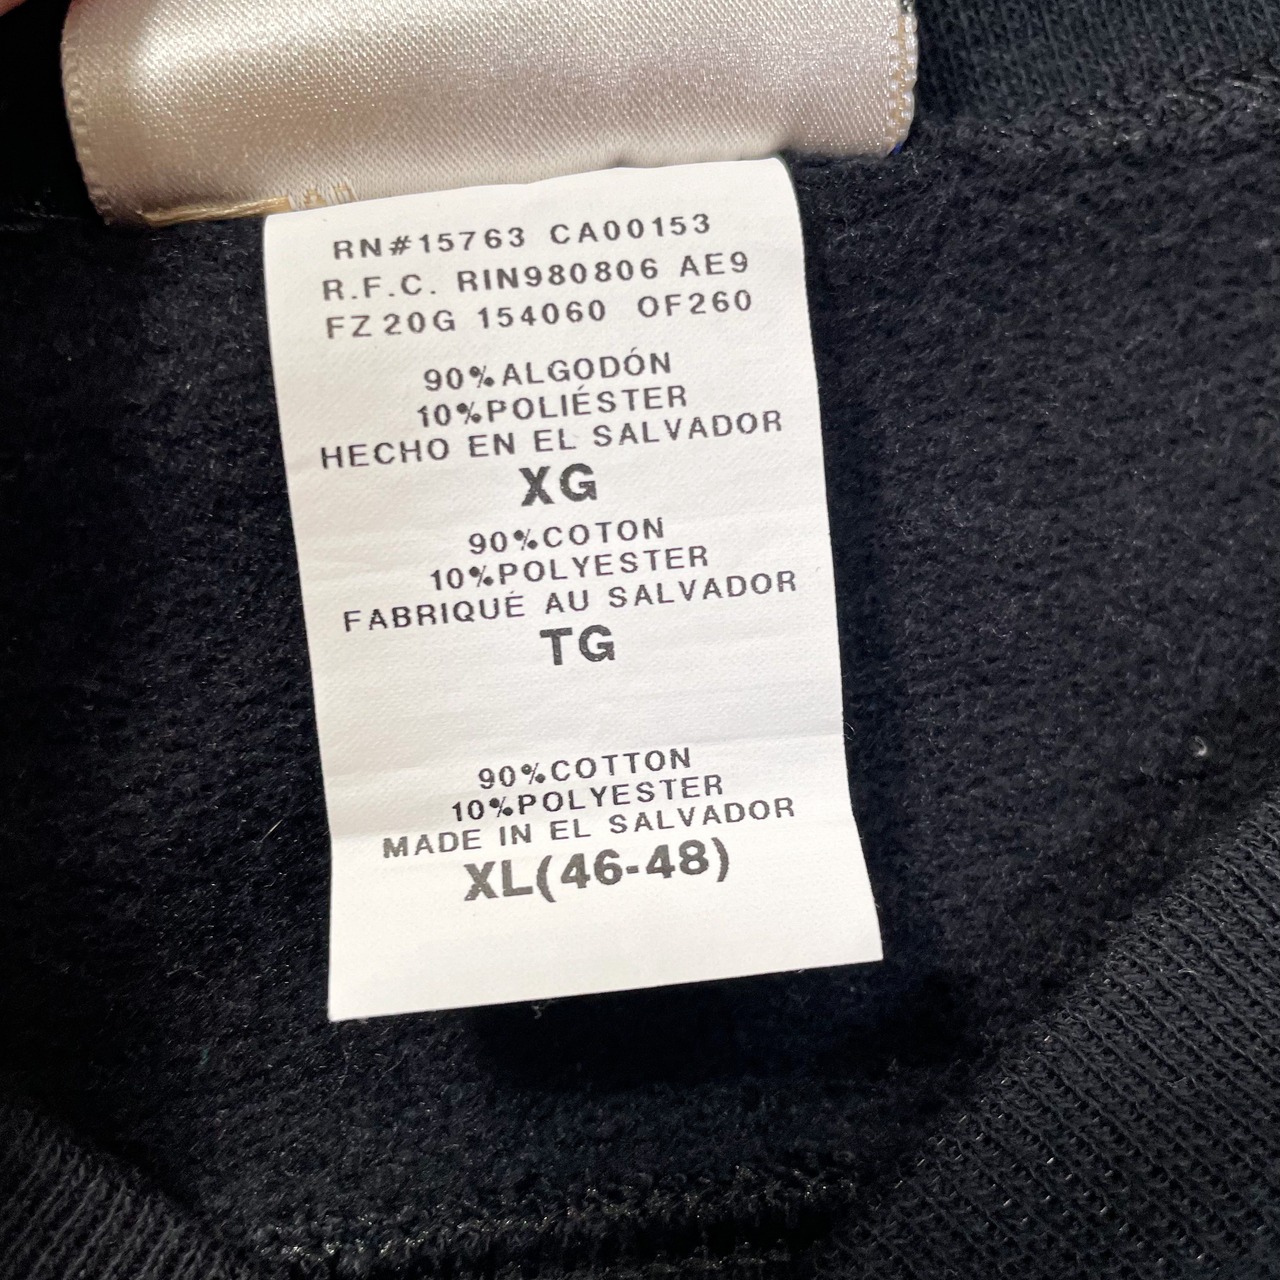 RN#15763 CA00153
R.F.C. RIN980806 AE9
FZ20G 154060 OF260
90%ALGODÓN
10%POLIÉSTER
HECHO EN EL SALVADOR
XG
90%COTON
10%POLYESTER
FABRIQUÉ AU SALVADOR
TG
90%COTTON
10%POLYESTER
MADE IN EL SALVADOR
XL(46-48)